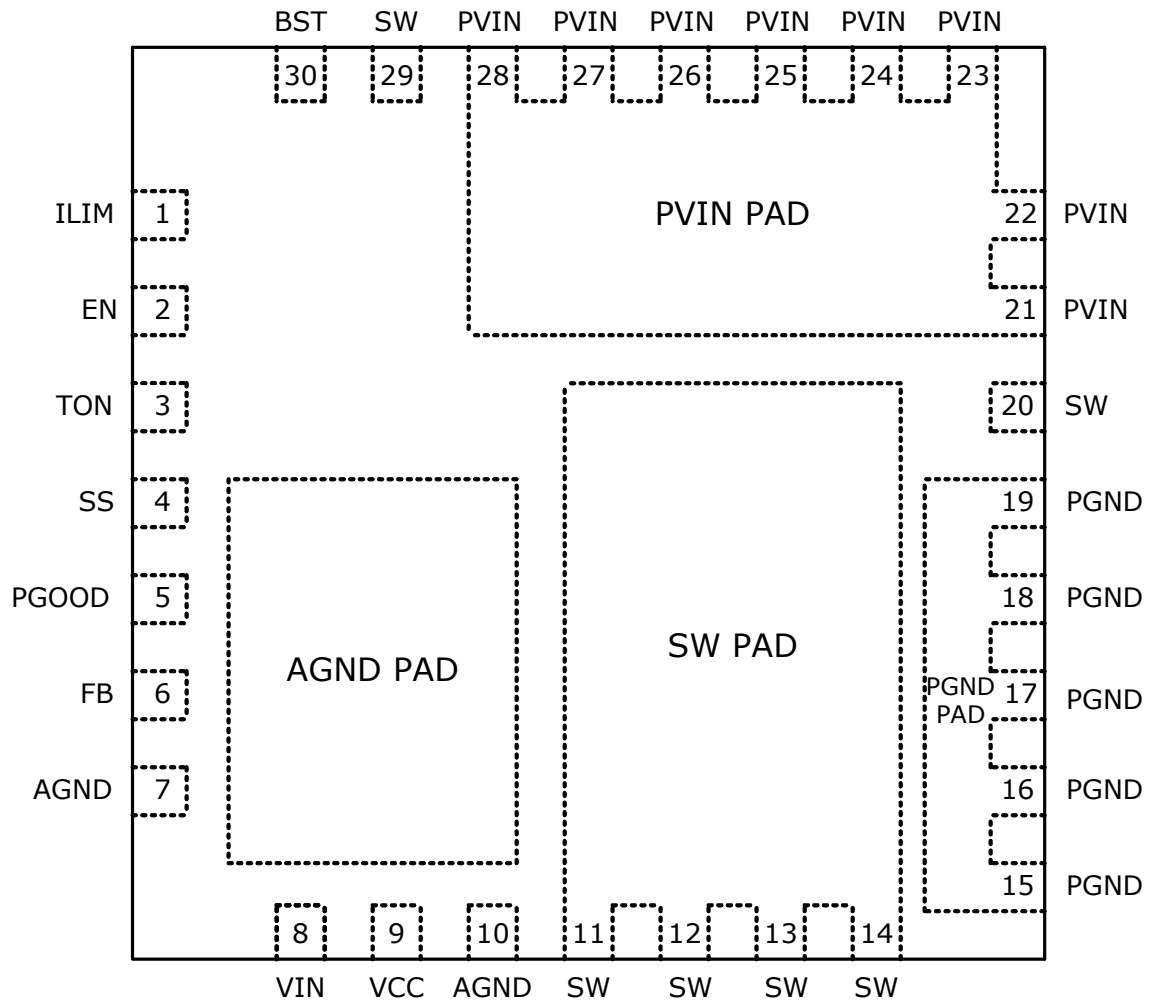 BST SW PVIN PVIN PVIN PVIN PVIN PVIN
30 29 28 27 26 25 24 23
ILIM 1 PVIN PAD 22 PVIN
EN 2 21 PVIN
TON 3 20 SW
SS 4 19 PGND
PGOOD 5 18 PGND
AGND PAD SW PAD
FB 6 PGND 17 PGND
PAD
AGND 7 16 PGND
15 PGND
8 9 10 11 12 13 14
VIN VCC AGND SW SW SW SW